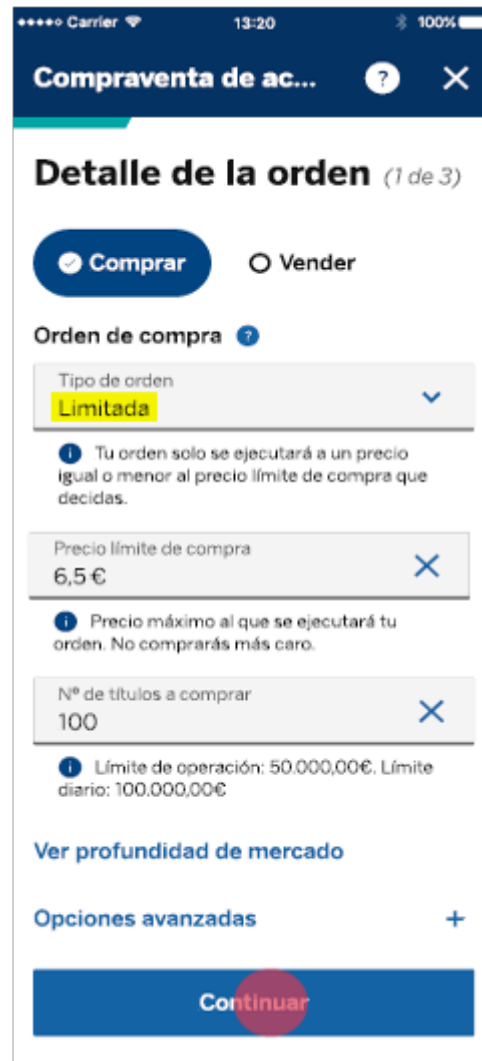 Carrier 13:20 100%
Compraventa de ac... ?
Detalle de la orden (1 de 3)
Comprar Vender
Orden de compra ?
Tipo de orden
Limitada
i Tu orden solo se ejecutará a un precio
igual o menor al precio límite de compra que
decidas.
Precio límite de compra
6,5 €
i Precio máximo al que se ejecutará tu
orden. No comprarás más caro.
Nº de títulos a comprar
100
i Límite de operación: 50.000,00€. Límite
diario: 100.000,00€
Ver profundidad de mercado
Opciones avanzadas +
Continuar